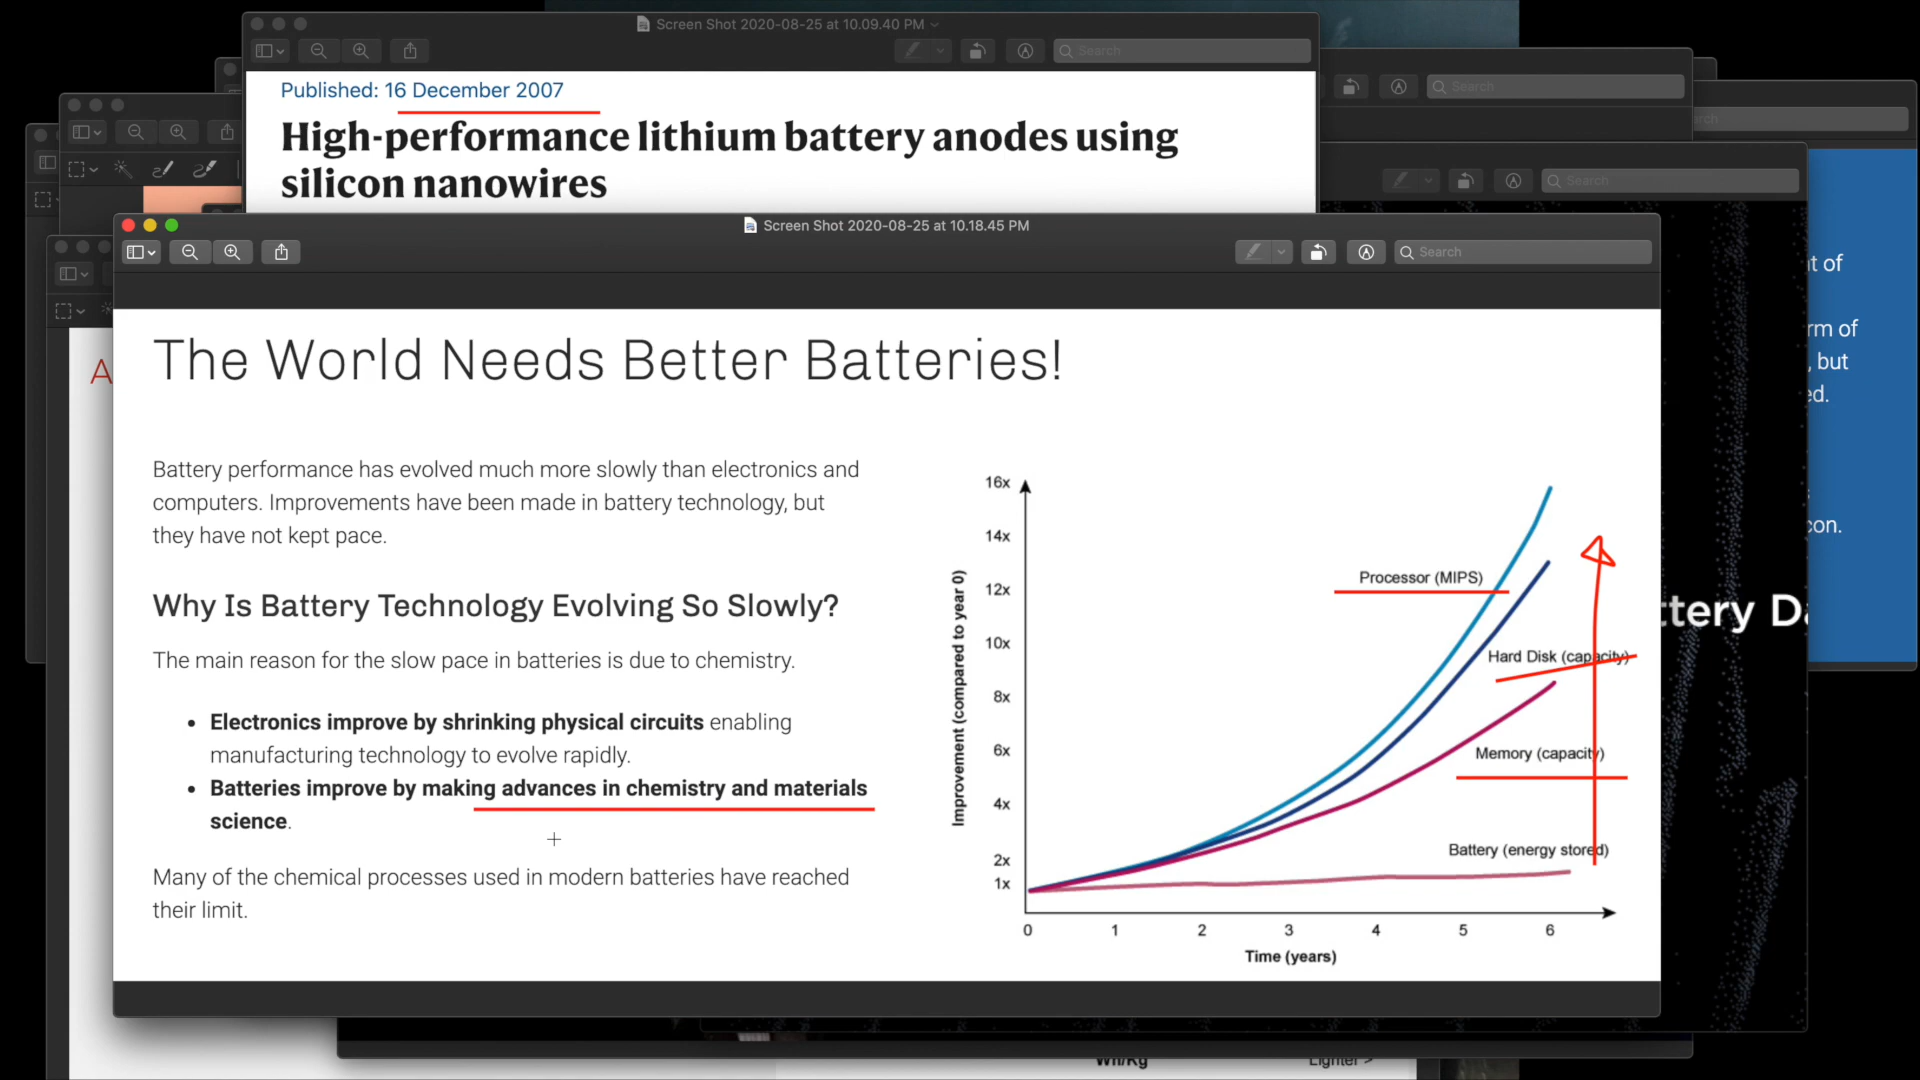 Screen Shot 2020-08-25 at 10.09.40 PM
Search
Published: 16 December 2007
High-performance lithium battery anodes using
silicon nanowires
Search
Search
Screen Shot 2020-08-25 at 10.18.45 PM
Search
The World Needs Better Batteries!
Battery performance has evolved much more slowly than electronics and
computers. Improvements have been made in battery technology, but
they have not kept pace.
Why Is Battery Technology Evolving So Slowly?
The main reason for the slow pace in batteries is due to chemistry.
• Electronics improve by shrinking physical circuits enabling
manufacturing technology to evolve rapidly.
• Batteries improve by making advances in chemistry and materials
science.
Many of the chemical processes used in modern batteries have reached
their limit.
Improvement (compared to year 0)
16x
14x
12x
10x
8x
6x
4x
2x
1x
Processor (MIPS)
Hard Disk (capacity)
Memory (capacity)
Battery (energy stored)
0 1 2 3 4 5 6
Time (years)
A
t of
rm of
, but
ed.
con.
ttery D
Wh/Kg
Lighter >